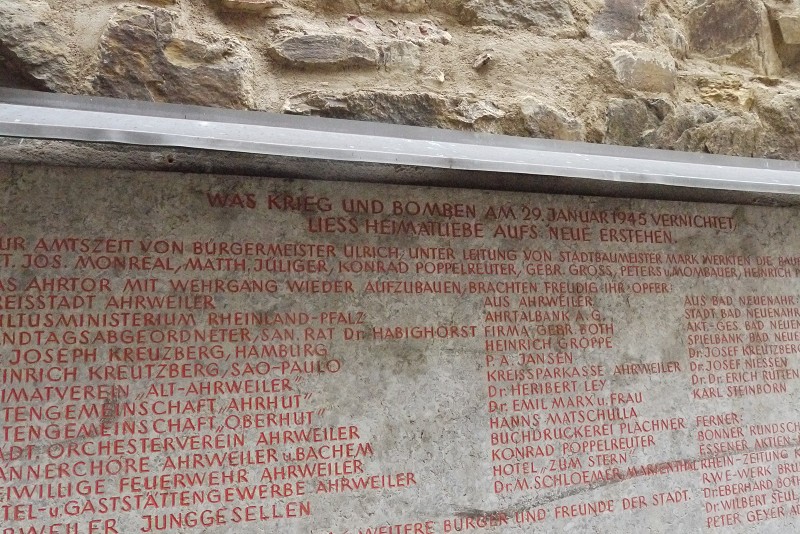 WAS KRIEG UND BOMBEN AM 29. JANUAR 1945 VERNICHTET,
LIESS HEIMATLIEBE AUFS NEUE ERSTEHEN.
UR AMTSZEIT VON BÜRGERMEISTER ULRICH, UNTER LEITUNG VON STADTBAUMEISTER MARK WERKTEN DIE BAU
T. JOS. MONREAL, MATTH. JÜLIGER, KONRAD POPPELREUTER, GEBR. GROSS, PETERS u. MOMBAUER, HEINRICH
AS AHRTOR MIT WEHRGANG WIEDER AUFZUBAUEN, BRACHTEN FREUDIG IHR OPFER:
REISSTADT AHRWEILER
ULTUSMINISTERIUM RHEINLAND-PFALZ
ANDTAGSABGEORDNETER, SAN. RAT Dr. HABIGHORST
JOSEPH KREUZBERG, HAMBURG
INRICH KREUTZBERG, SAO-PAULO
IMATVEREIN „ALT-AHRWEILER"
TENGEMEINSCHAFT „AHRHUT"
TENGEMEINSCHAFT „OBERHUT"
ADT. ORCHESTERVEREIN AHRWEILER
ÄNNERCHÖRE AHRWEILER u. BACHEM
EIWILLIGE FEUERWEHR AHRWEILER
TEL- u. GASTSTÄTTENGEWERBE AHRWEILER
RWEILER JUNGGESELLEN
AUS AHRWEILER
AHRTALBANK A.G.
FIRMA GEBR. BOTH
HEINRICH GROPPE
P.A. JANSEN
KREISSPARKASSE AHRWEILER
Dr. HERIBERT LEY
Dr. EMIL MARX u. FRAU
HANNS MATSCHULLA
BUCHDRUCKEREI PLACHNER
KONRAD POPPELREUTER
HOTEL „ZUM STERN"
Dr. M. SCHLOEMER, MARIENTHAL
WEITERE BÜRGER UND FREUNDE DER STADT.
AUS BAD NEUENAHR
STADT BAD NEUENAH
AKT.-GES. BAD NEUEN
SPIELBANK BAD NEUE
Dr. JOSEF KREUTZBER
Dr. JOSEF NIESSEN
Dr. Dr. ERICH RÜTEN
KARL STEINBORN
FERNER:
BONNER RUNDSCH
ESSENER AKTIEN-
RHEIN-ZEITUNG K
RWE-WERK BRÜ
Dr. EBERHARD BOTH
Dr. WILBERT SEUL
PETER GEYER A